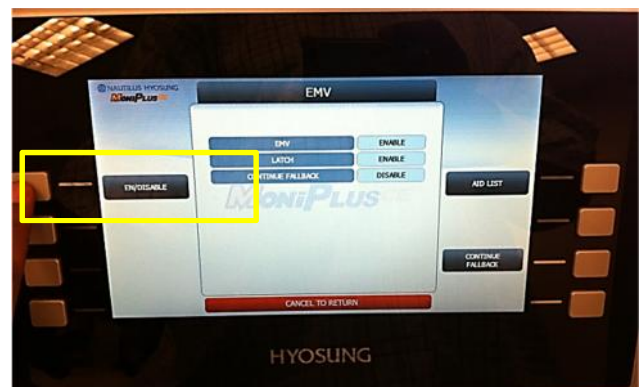 NAUTILUS HYOSUNG
MONiPLUS
EMV
EMV ENABLE
LATCH ENABLE
CONTINUE FALLBACK DISABLE
EN/DISABLE
AID LIST
MONiPLUS
CONTINUE
FALLBACK
CANCEL TO RETURN
HYOSUNG